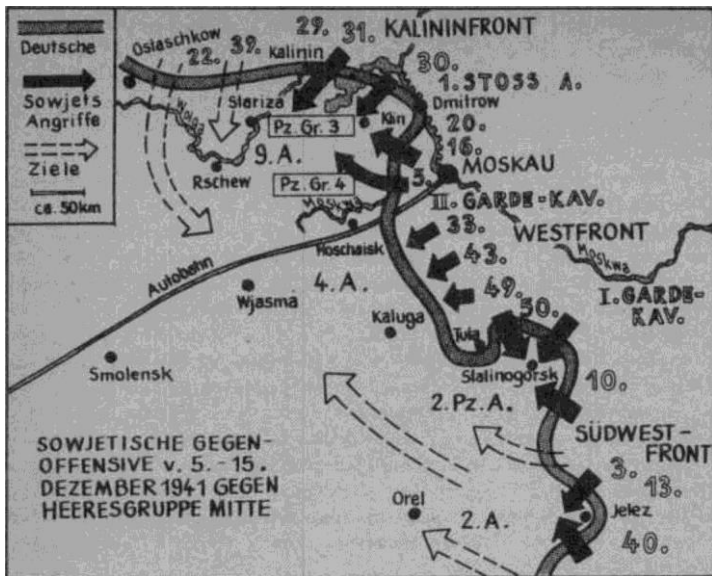 Deutsche
Sowjets
Angriffe
Ziele
ca. 50km
Oslaschkow
22.
39.
Kalinin
29.
31.
KALININFRONT
30.
1. STOSS A.
Dmitrow
20.
16.
MOSKAU
Wolga
Slariza
Pz. Gr. 3
Klin
9. A.
Rschew
Pz. Gr. 4
5.
II. GARDE-KAV.
Moskwa
33.
WESTFRONT
Moskwa
Moschaisk
43.
Autobahn
4. A.
49.
I. GARDE-
KAV.
Wjasma
50.
Kaluga
Tula
Smolensk
Slalinogorsk
10.
2. Pz. A.
SÜDWEST-
FRONT
SOWJETISCHE GEGEN-
OFFENSIVE v. 5. - 15.
DEZEMBER 1941 GEGEN
HEERESGRUPPE MITTE
3.
13.
Orel
2. A.
Jelez
40.